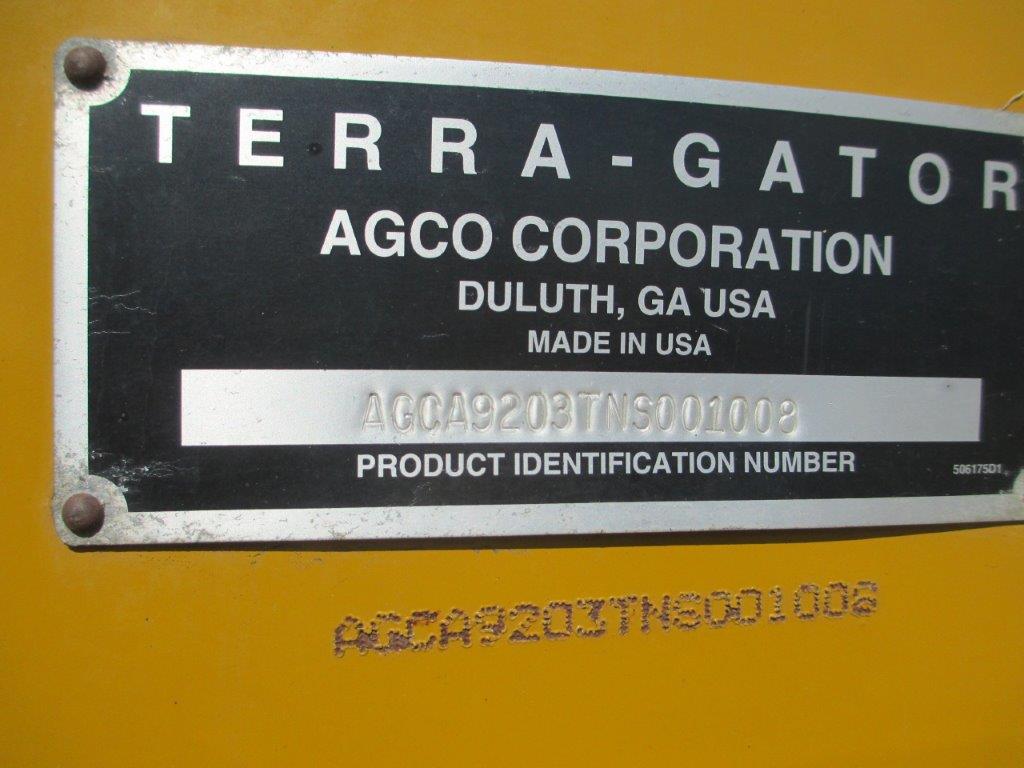 TERRA-GATOR
AGCO CORPORATION
DULUTH, GA USA
MADE IN USA
AGCA9203TNS001008
PRODUCT IDENTIFICATION NUMBER
506175D1
AGCA9203TNS001008